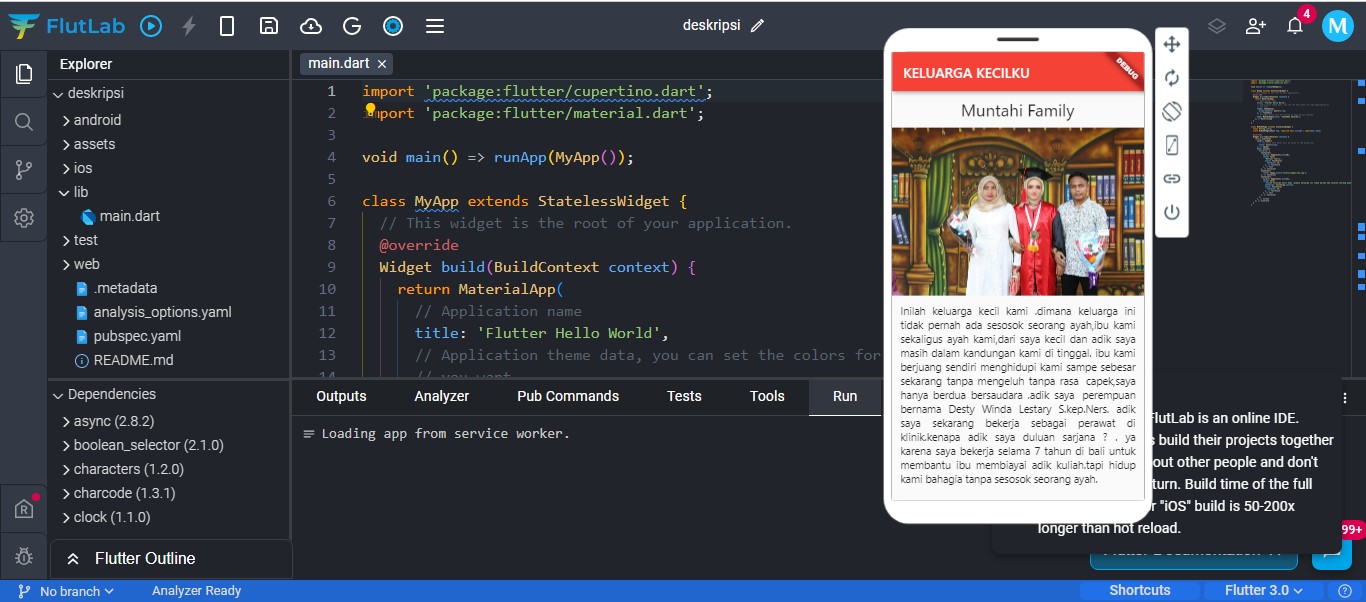 FlutLab
deskripsi
4
M
Explorer
deskripsi
android
assets
ios
lib
main.dart
test
web
.metadata
analysis_options.yaml
pubspec.yaml
README.md
Dependencies
async (2.8.2)
boolean_selector (2.1.0)
characters (1.2.0)
charcode (1.3.1)
clock (1.1.0)
Flutter Outline
main.dart
1 import 'package:flutter/cupertino.dart';
2 import 'package:flutter/material.dart';
3
4 void main() => runApp(MyApp());
5
6 class MyApp extends StatelessWidget {
7 // This widget is the root of your application.
8 @override
9 Widget build(BuildContext context) {
10 return MaterialApp(
11 // Application name
12 title: 'Flutter Hello World',
13 // Application theme data, you can set the colors for
14 // you want
Outputs Analyzer Pub Commands Tests Tools Run
Loading app from service worker.
KELUARGA KECILKU
DEBUG
Muntahi Family
Inilah keluarga kecil kami .dimana keluarga ini
tidak pernah ada sesosok seorang ayah,ibu kami
sekaligus ayah kami,dari saya kecil dan adik saya
masih dalam kandungan kami di tinggal. ibu kami
berjuang sendiri menghidupi kami sampe sebesar
sekarang tanpa mengeluh tanpa rasa capek,saya
hanya berdua bersaudara .adik saya perempuan
bernama Desty Winda Lestary S.kep.Ners. adik
saya sekarang bekerja sebagai perawat di
klinik.kenapa adik saya duluan sarjana ? . ya
karena saya bekerja selama 7 tahun di bali untuk
membantu ibu membiayai adik kuliah.tapi hidup
kami bahagia tanpa sesosok seorang ayah.
FlutLab is an online IDE.
s build their projects together
out other people and don't
turn. Build time of the full
r "iOS" build is 50-200x
longer than hot reload.
99+
No branch
Analyzer Ready
Shortcuts
Flutter 3.0